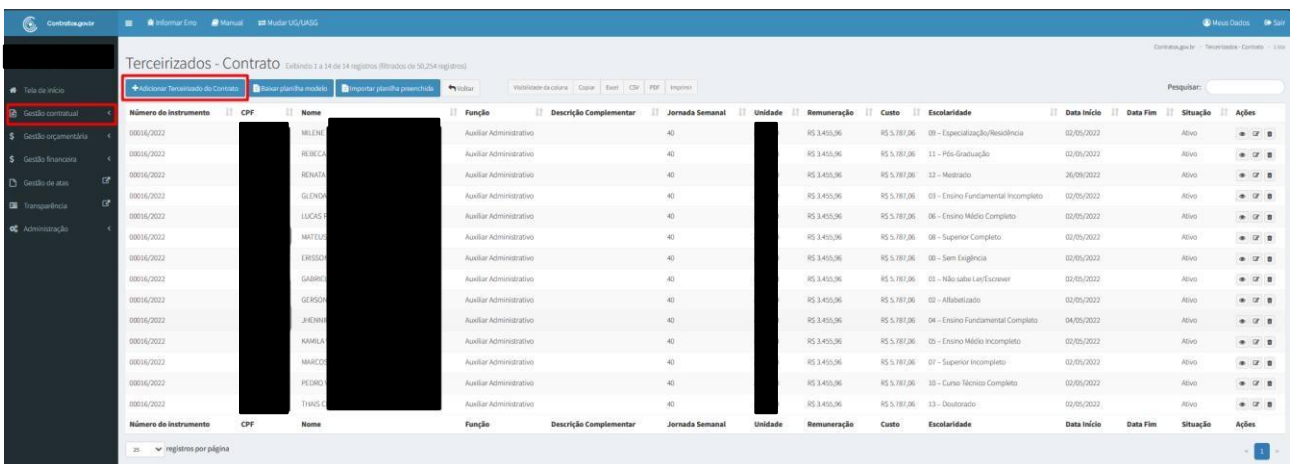 Contratos.gov.br
Informar Erro Manual Mudar UG/UASG Meus Dados Sair
Contratos.gov.br Terceirizados - Contrato Lista
Terceirizados - Contrato Exibindo 1 a 14 de 14 registros (filtrados de 50,254 registros)
+Adicionar Terceirizado do Contrato Baixar planilha modelo Importar planilha preenchida Voltar Visibilidade da coluna Copiar Excel CSV PDF Imprimir Pesquisar:
Tela de início
Gestão contratual
Gestão orçamentária
Gestão financeira
Gestão de atas
Transparência
Administração
Número do instrumento CPF Nome Função Descrição Complementar Jornada Semanal Unidade Remuneração Custo Escolaridade Data Início Data Fim Situação Ações
00016/2022 MILENE Auxiliar Administrativo 40 R$ 3.455,96 R$ 5.787,06 09 - Especialização/Residência 02/05/2022 Ativo
00016/2022 REBECA Auxiliar Administrativo 40 R$ 3.455,96 R$ 5.787,06 11 - Pós-Graduação 02/05/2022 Ativo
00016/2022 RENATA Auxiliar Administrativo 40 R$ 3.455,96 R$ 5.787,06 12 - Mestrado 26/09/2022 Ativo
00016/2022 GLENDA Auxiliar Administrativo 40 R$ 3.455,96 R$ 5.787,06 03 - Ensino Fundamental Incompleto 02/05/2022 Ativo
00016/2022 LUCAS Auxiliar Administrativo 40 R$ 3.455,96 R$ 5.787,06 06 - Ensino Médio Completo 02/05/2022 Ativo
00016/2022 MATEUS Auxiliar Administrativo 40 R$ 3.455,96 R$ 5.787,06 08 - Superior Completo 02/05/2022 Ativo
00016/2022 ERISSON Auxiliar Administrativo 40 R$ 3.455,96 R$ 5.787,06 00 - Sem Exigência 02/05/2022 Ativo
00016/2022 Auxiliar Administrativo 40 R$ 3.455,96 R$ 5.787,06 01 - Não sabe Ler/Escrever 02/05/2022 Ativo
00016/2022 GERSON Auxiliar Administrativo 40 R$ 3.455,96 R$ 5.787,06 02 - Alfabetizado 02/05/2022 Ativo
00016/2022 Auxiliar Administrativo 40 R$ 3.455,96 R$ 5.787,06 04 - Ensino Fundamental Completo 04/05/2022 Ativo
00016/2022 KAMILA Auxiliar Administrativo 40 R$ 3.455,96 R$ 5.787,06 05 - Ensino Médio Incompleto 02/05/2022 Ativo
00016/2022 MARCOS Auxiliar Administrativo 40 R$ 3.455,96 R$ 5.787,06 07 - Superior Incompleto 02/05/2022 Ativo
00016/2022 PEDRO Auxiliar Administrativo 40 R$ 3.455,96 R$ 5.787,06 10 - Curso Técnico Completo 02/05/2022 Ativo
00016/2022 THAIS Auxiliar Administrativo 40 R$ 3.455,96 R$ 5.787,06 13 - Doutorado 02/05/2022 Ativo
Número do instrumento CPF Nome Função Descrição Complementar Jornada Semanal Unidade Remuneração Custo Escolaridade Data Início Data Fim Situação Ações
25 registros por página 1